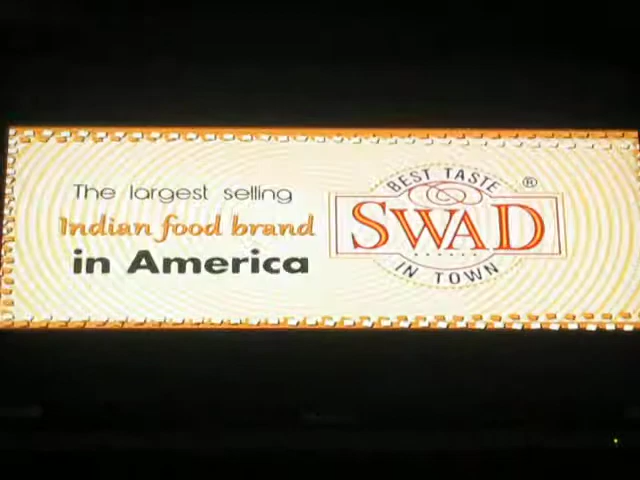 The largest selling
Indian food brand
in America
BEST TASTE
®
SWAD
IN TOWN